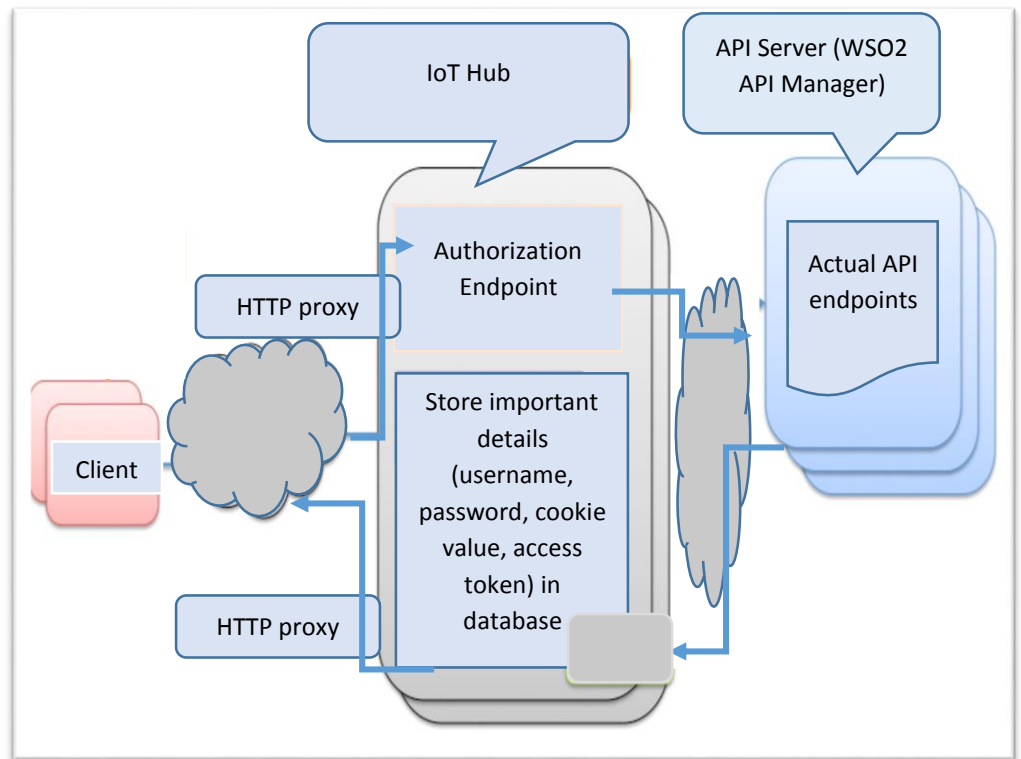 IoT Hub
API Server (WSO2
API Manager)
Authorization
Endpoint
Actual API
endpoints
HTTP proxy
Client
Store important
details
(username,
password, cookie
value, access
token) in
database
HTTP proxy